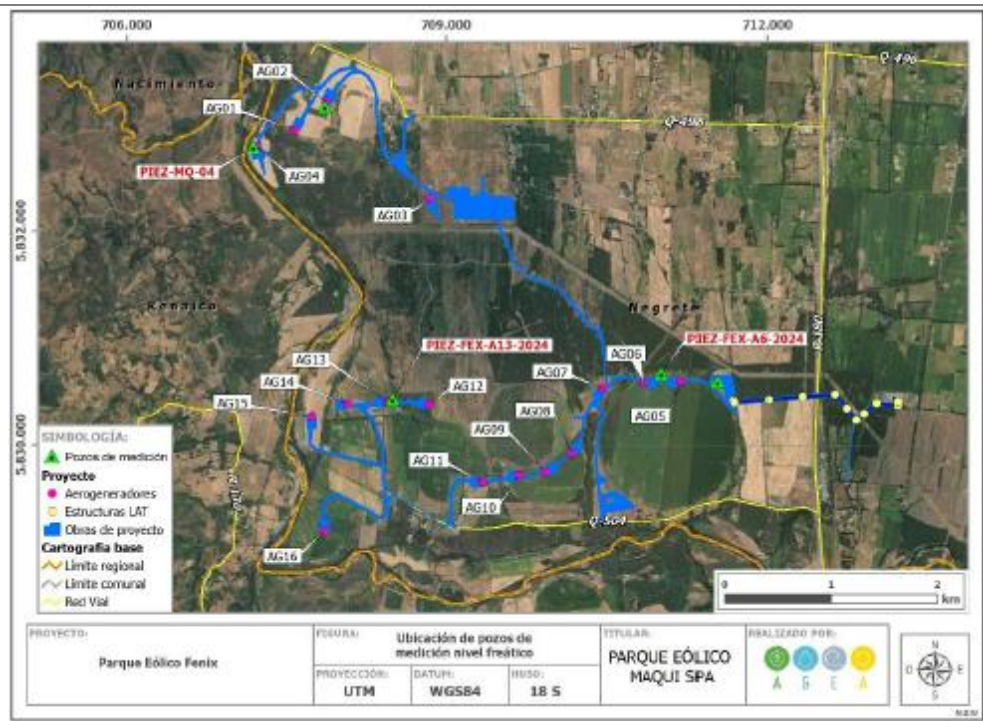 706.000
709.000
712.000
Nacimiento
AG02
Q-496
AG01
Q-498
PIEZ-MQ-04
AG04
AG03
5.832.000
Renaico
Negrete
AG13
PIEZ-FEX-A13-2024
AG06
PIEZ-FEX-A6-2024
AG14
AG07
AG12
AG15
AG08
AG05
AG09
5.830.000
AG11
AG10
Q-504
AG16
SIMBOLOGÍA:
Pozos de medición
Proyecto
Aerogeneradores
Estructuras LAT
Obras de proyecto
Cartografía base
Límite regional
Límite comunal
Red Vial
0 1 2
km
PROYECTO:
Parque Eólico Fenix
FIGURA:
Ubicación de pozos de
medición nivel freático
PROYECCIÓN:
UTM
DATUM:
WGS84
HUSO:
18 S
TITULAR:
PARQUE EÓLICO
MAQUI SPA
REALIZADO POR:
A G E A
N
O E
S